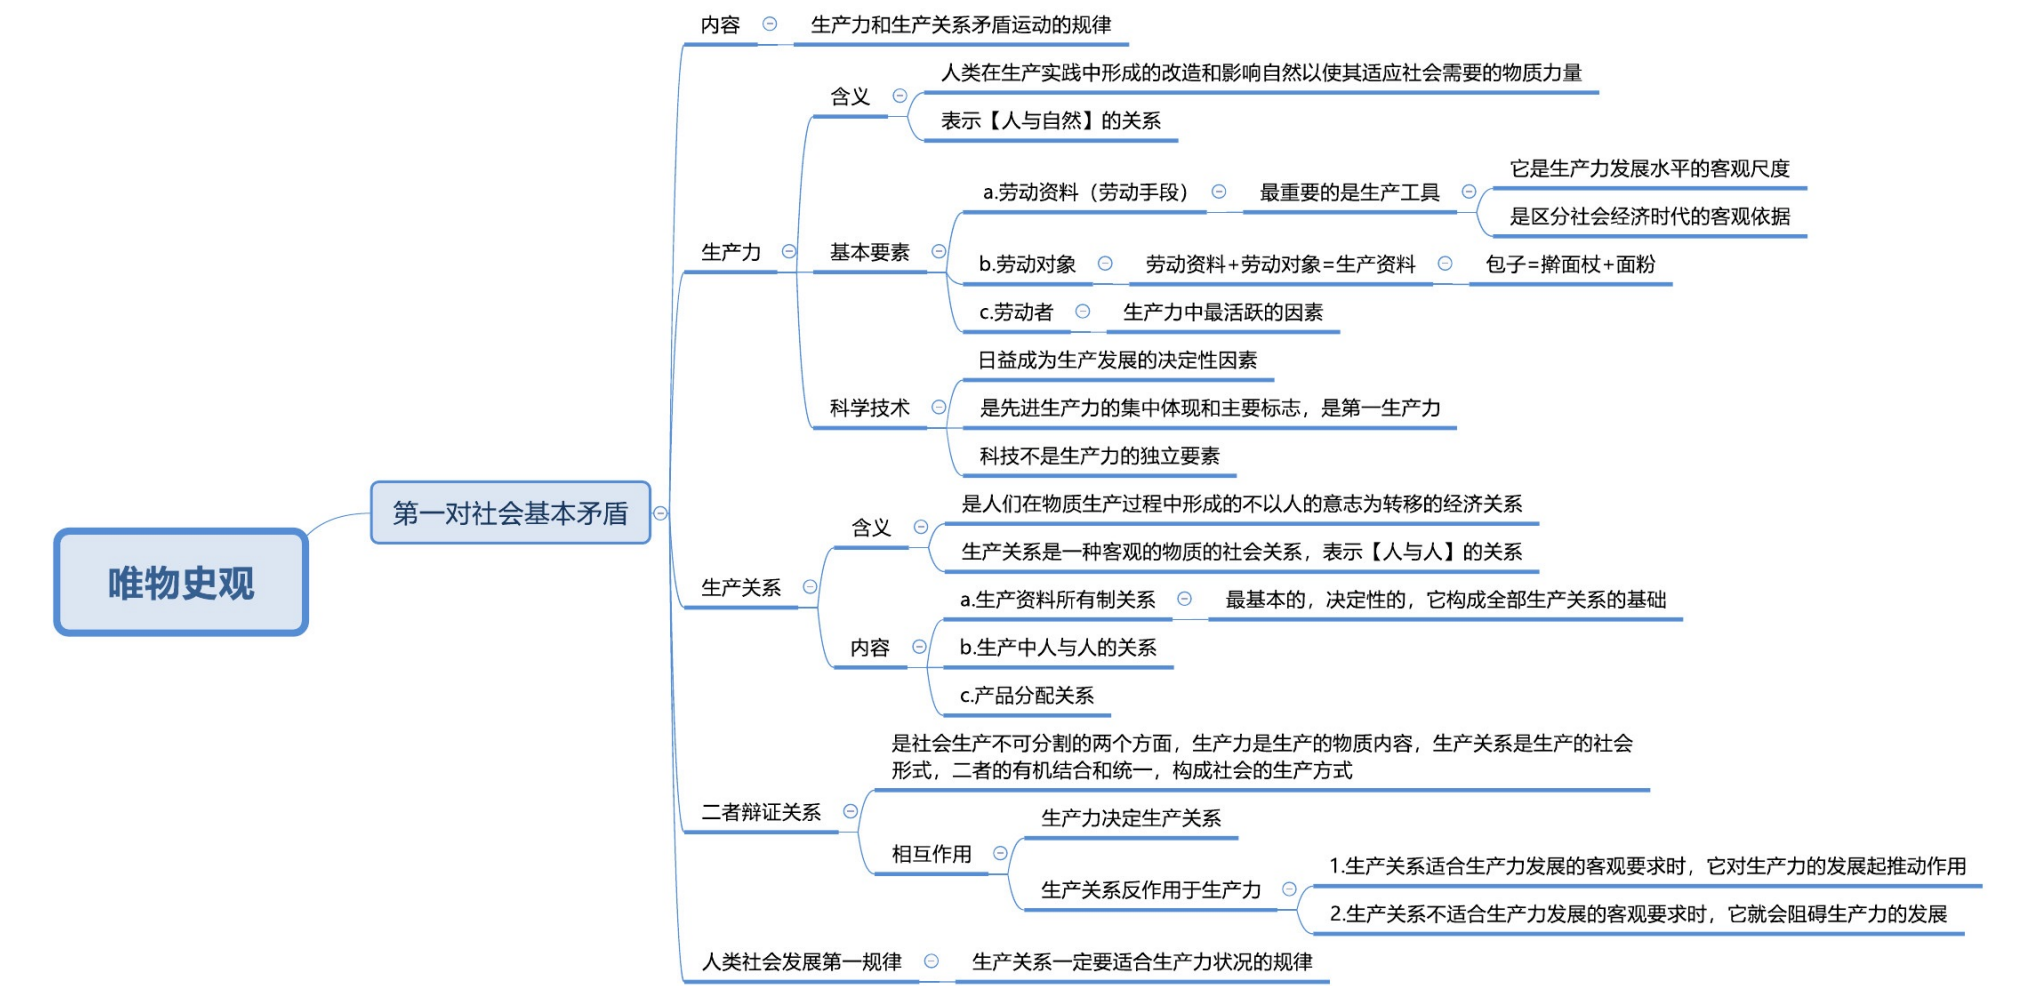 内容
生产力和生产关系矛盾运动的规律
人类在生产实践中形成的改造和影响自然以使其适应社会需要的物质力量
含义
表示【人与自然】的关系
它是生产力发展水平的客观尺度
a.劳动资料（劳动手段）
最重要的是生产工具
是区分社会经济时代的客观依据
生产力
基本要素
b.劳动对象
劳动资料+劳动对象=生产资料
包子=擀面杖+面粉
c.劳动者
生产力中最活跃的因素
日益成为生产发展的决定性因素
科学技术
是先进生产力的集中体现和主要标志，是第一生产力
科技不是生产力的独立要素
第一对社会基本矛盾
唯物史观
是人们在物质生产过程中形成的不以人的意志为转移的经济关系
含义
生产关系是一种客观的物质的社会关系，表示【人与人】的关系
生产关系
a.生产资料所有制关系
最基本的，决定性的，它构成全部生产关系的基础
内容
b.生产中人与人的关系
c.产品分配关系
是社会生产不可分割的两个方面，生产力是生产的物质内容，生产关系是生产的社会
形式，二者的有机结合和统一，构成社会的生产方式
二者辩证关系
生产力决定生产关系
相互作用
1.生产关系适合生产力发展的客观要求时，它对生产力的发展起推动作用
生产关系反作用于生产力
2.生产关系不适合生产力发展的客观要求时，它就会阻碍生产力的发展
人类社会发展第一规律
生产关系一定要适合生产力状况的规律